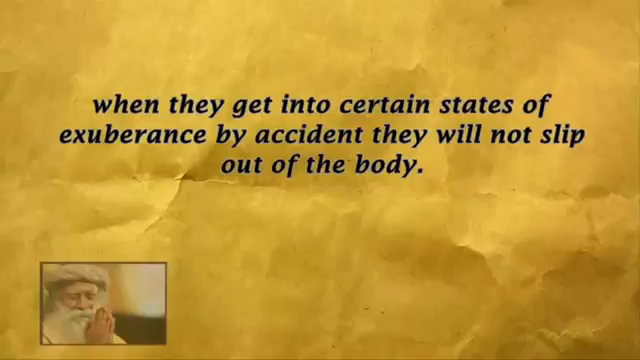 when they get into certain states of
exuberance by accident they will not slip
out of the body.